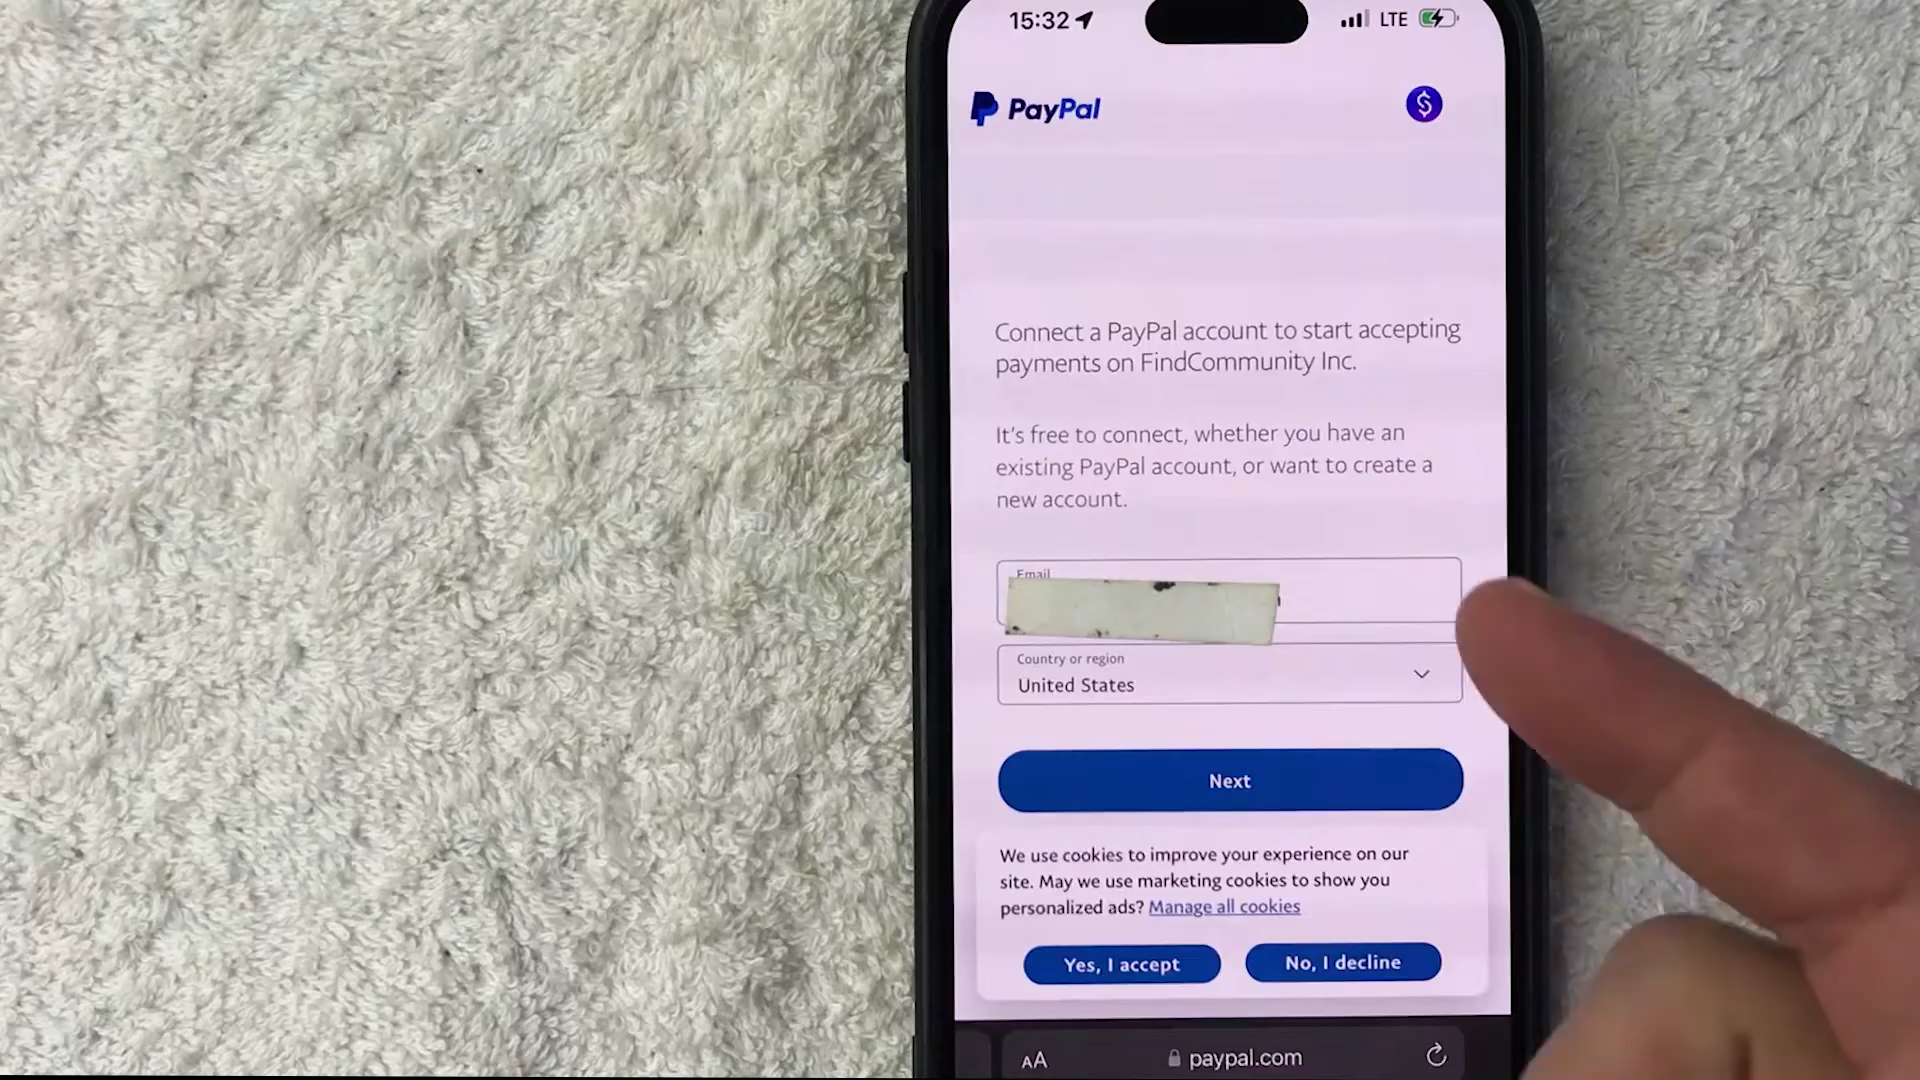 15:32 LTE
PayPal $
Connect a PayPal account to start accepting
payments on FindCommunity Inc.
It's free to connect, whether you have an
existing PayPal account, or want to create a
new account.
Email
Country or region
United States
Next
We use cookies to improve your experience on our
site. May we use marketing cookies to show you
personalized ads? Manage all cookies
Yes, I accept No, I decline
AA paypal.com